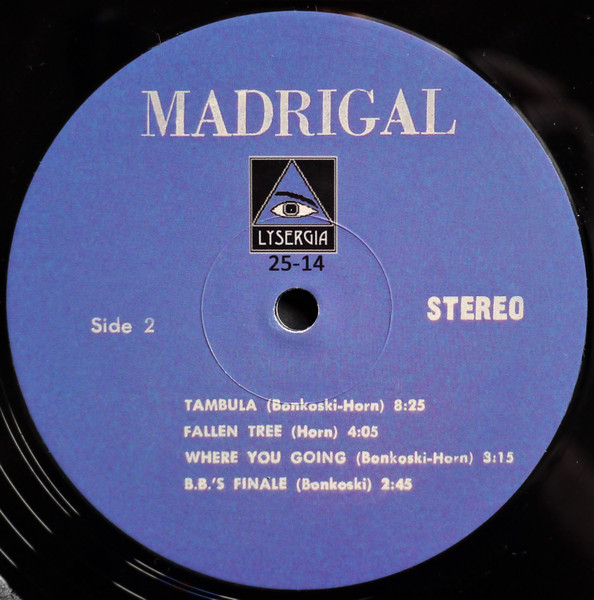 MADRIGAL
LYSERGIA
25-14
Side 2
STEREO
TAMBULA (Bonkoski-Horn) 8:25
FALLEN TREE (Horn) 4:05
WHERE YOU GOING (Bonkoski-Horn) 3:15
B.B.'S FINALE (Bonkoski) 2:45